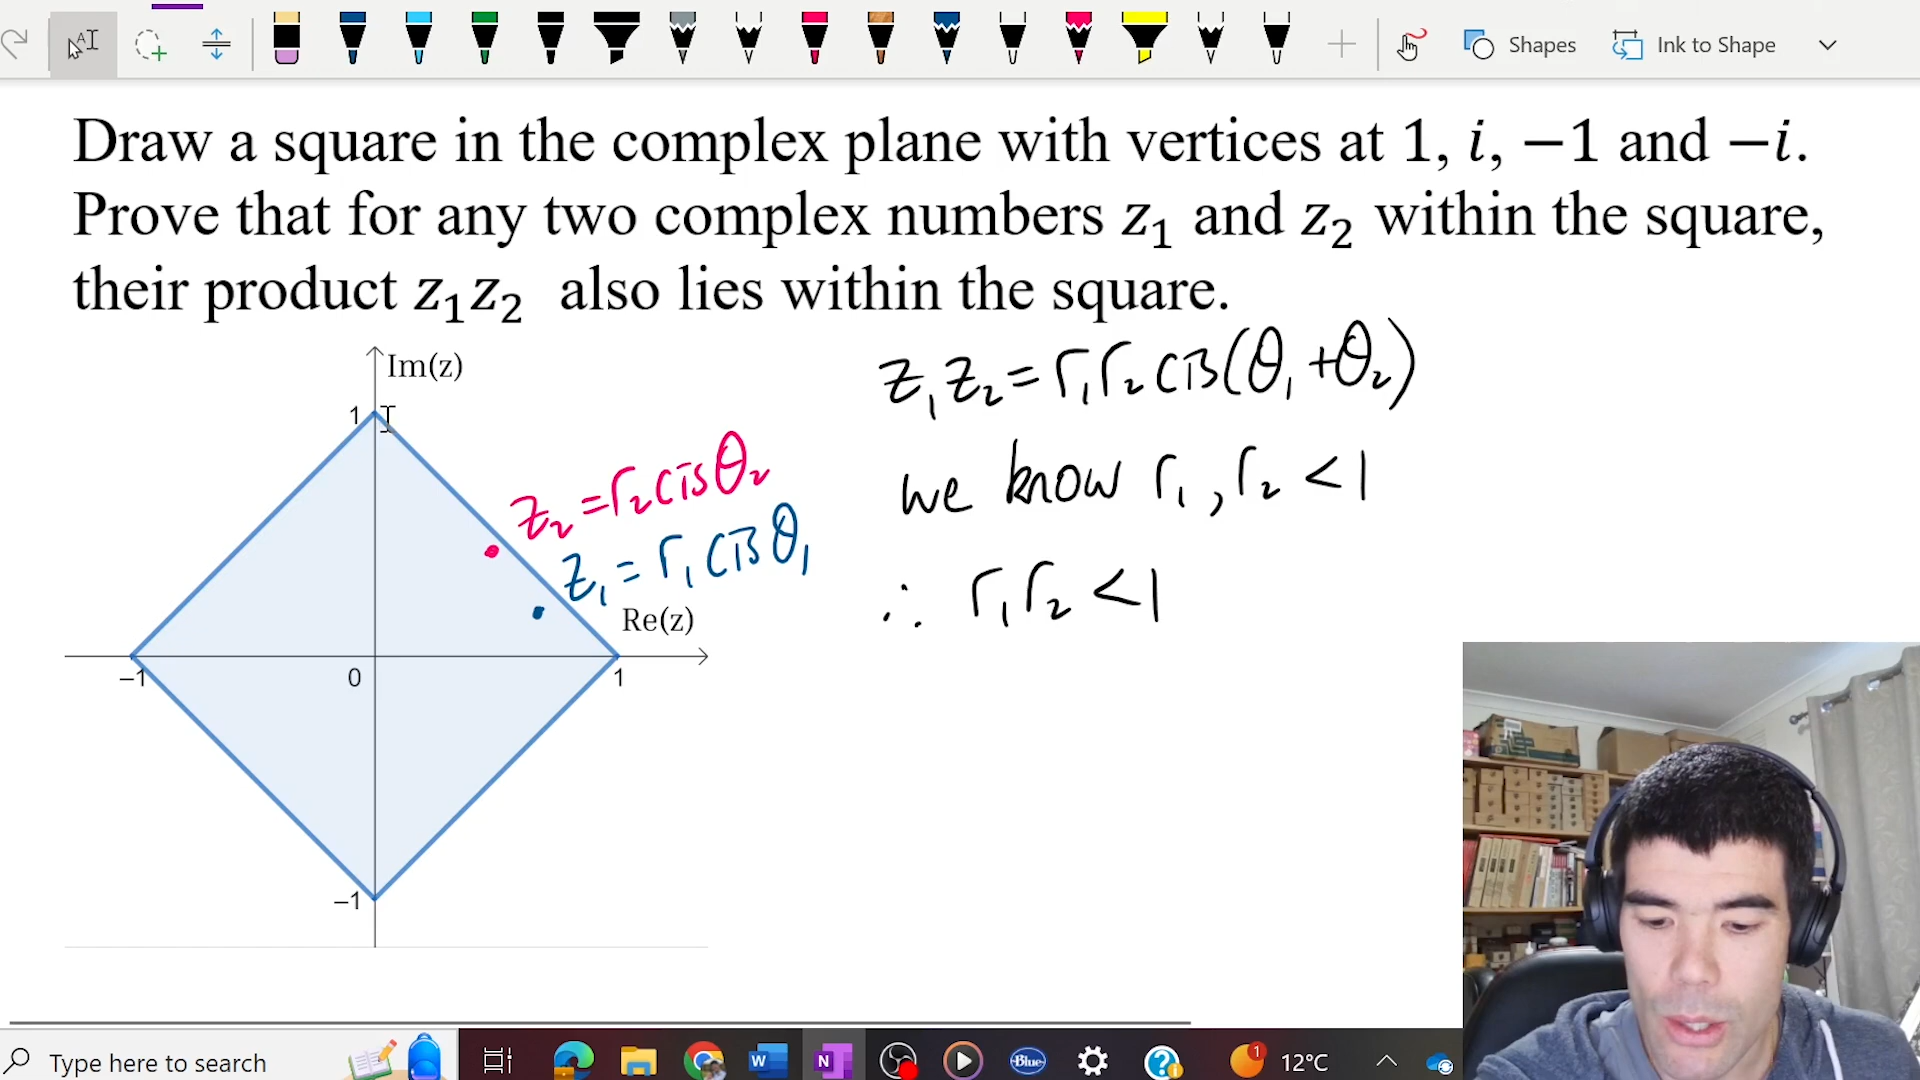 Shapes
Ink to Shape
Draw a square in the complex plane with vertices at 1, i, −1 and −i.
Prove that for any two complex numbers z₁ and z₂ within the square,
their product z₁z₂ also lies within the square.
Im(z)
1
z₂ = r₂ cis θ₂
z₁ = r₁ cis θ₁
Re(z)
−1
0
1
−1
z₁z₂ = r₁r₂ cis(θ₁+θ₂)
we know r₁, r₂ < 1
∴ r₁r₂ < 1
Type here to search
W
N
Blue
1
12°C